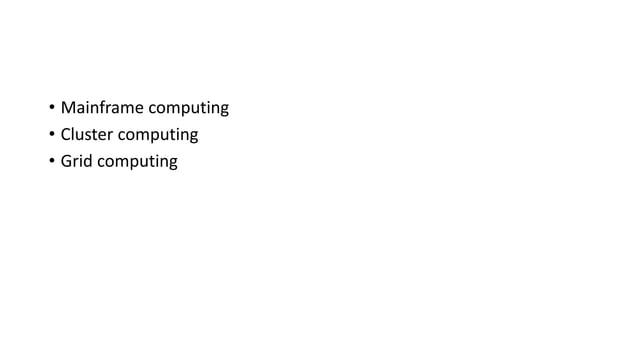 • Mainframe computing
• Cluster computing
• Grid computing